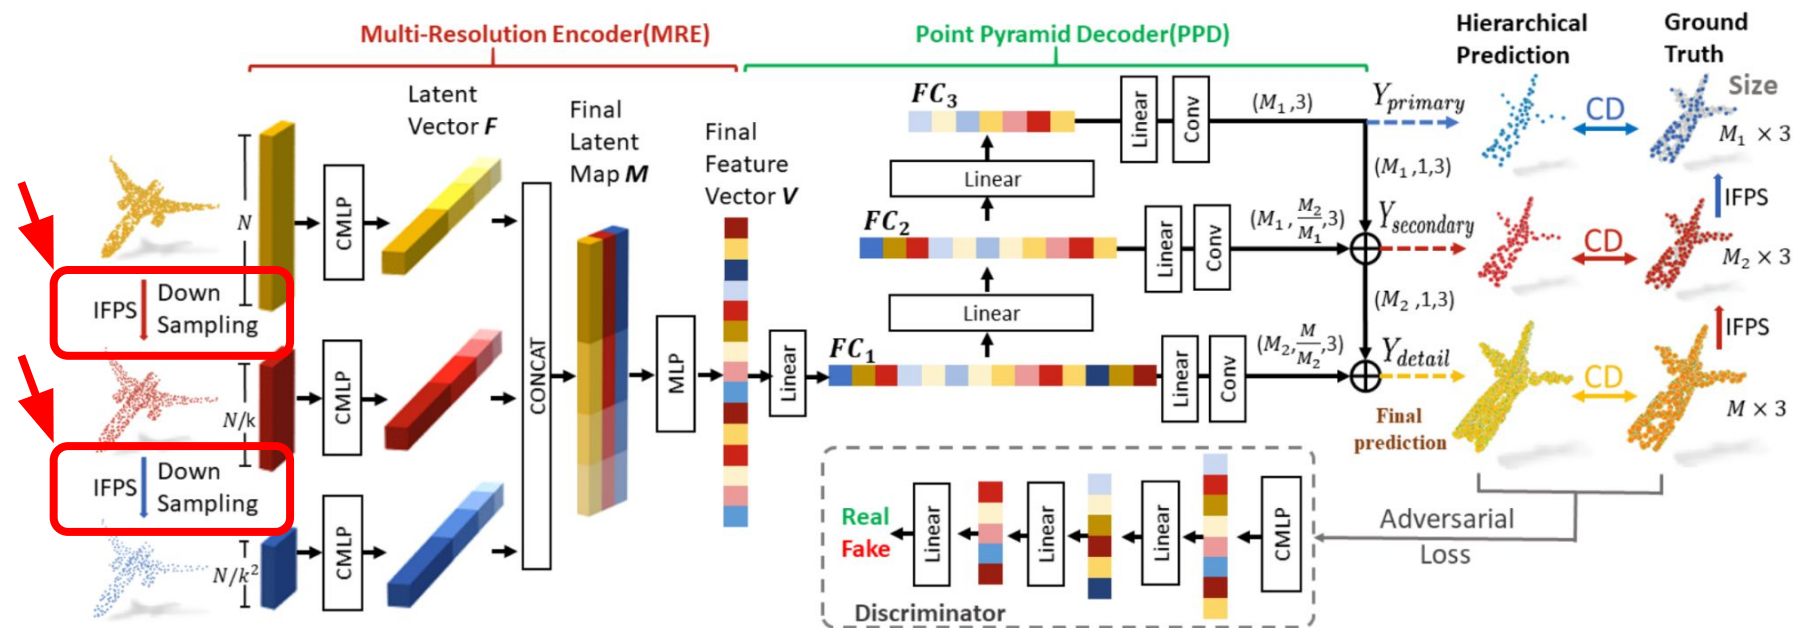 Multi-Resolution Encoder(MRE)
Point Pyramid Decoder(PPD)
Hierarchical
Prediction
Ground
Truth
Size
Latent
Vector F
Final
Latent
Map M
Final
Feature
Vector V
N
CMLP
IFPS
Down
Sampling
N/k
CMLP
IFPS
Down
Sampling
N/k²
CMLP
CONCAT
MLP
Linear
FC₃
Linear
Conv
(M₁,3)
Y_primary
CD
M₁ × 3
Linear
(M₁,1,3)
IFPS
FC₂
Linear
Conv
(M₁,M₂/M₁,3)
Y_secondary
CD
M₂ × 3
Linear
(M₂,1,3)
IFPS
FC₁
Linear
Conv
(M₂,M/M₂,3)
Y_detail
CD
M × 3
Final
prediction
Real
Fake
Linear
Linear
Linear
CMLP
Discriminator
Adversarial
Loss